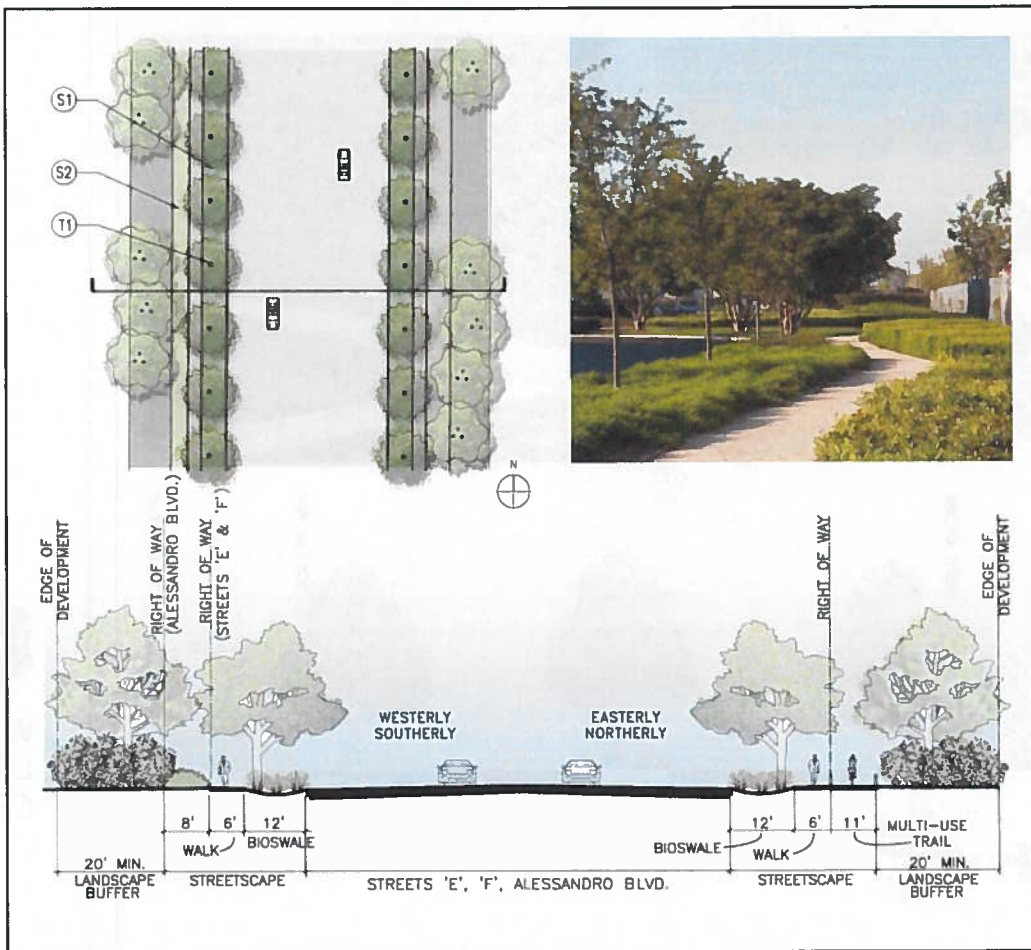 S1
S2
T1
N
EDGE OF
DEVELOPMENT
RIGHT OF WAY
(ALESSANDRO BLVD.)
RIGHT OF WAY
(STREETS 'E' & 'F')
RIGHT OF WAY
EDGE OF
DEVELOPMENT
WESTERLY
SOUTHERLY
EASTERLY
NORTHERLY
8'
6'
12'
WALK
BIOSWALE
12'
6'
11'
BIOSWALE
WALK
MULTI-USE
TRAIL
20' MIN.
LANDSCAPE
BUFFER
STREETSCAPE
STREETS 'E', 'F', ALESSANDRO BLVD.
STREETSCAPE
20' MIN.
LANDSCAPE
BUFFER